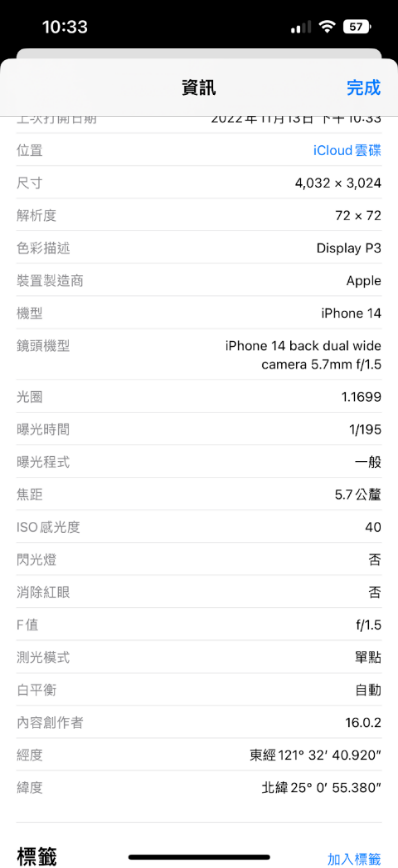 10:33
57
資訊
完成
上次打開日期 2022年11月13日 下午10:33
位置 iCloud雲碟
尺寸 4,032 × 3,024
解析度 72 × 72
色彩描述 Display P3
裝置製造商 Apple
機型 iPhone 14
鏡頭機型 iPhone 14 back dual wide
camera 5.7mm f/1.5
光圈 1.1699
曝光時間 1/195
曝光程式 一般
焦距 5.7公釐
ISO感光度 40
閃光燈 否
消除紅眼 否
F值 f/1.5
測光模式 單點
白平衡 自動
內容創作者 16.0.2
經度 東經121° 32′ 40.920″
緯度 北緯25° 0′ 55.380″
標籤 加入標籤